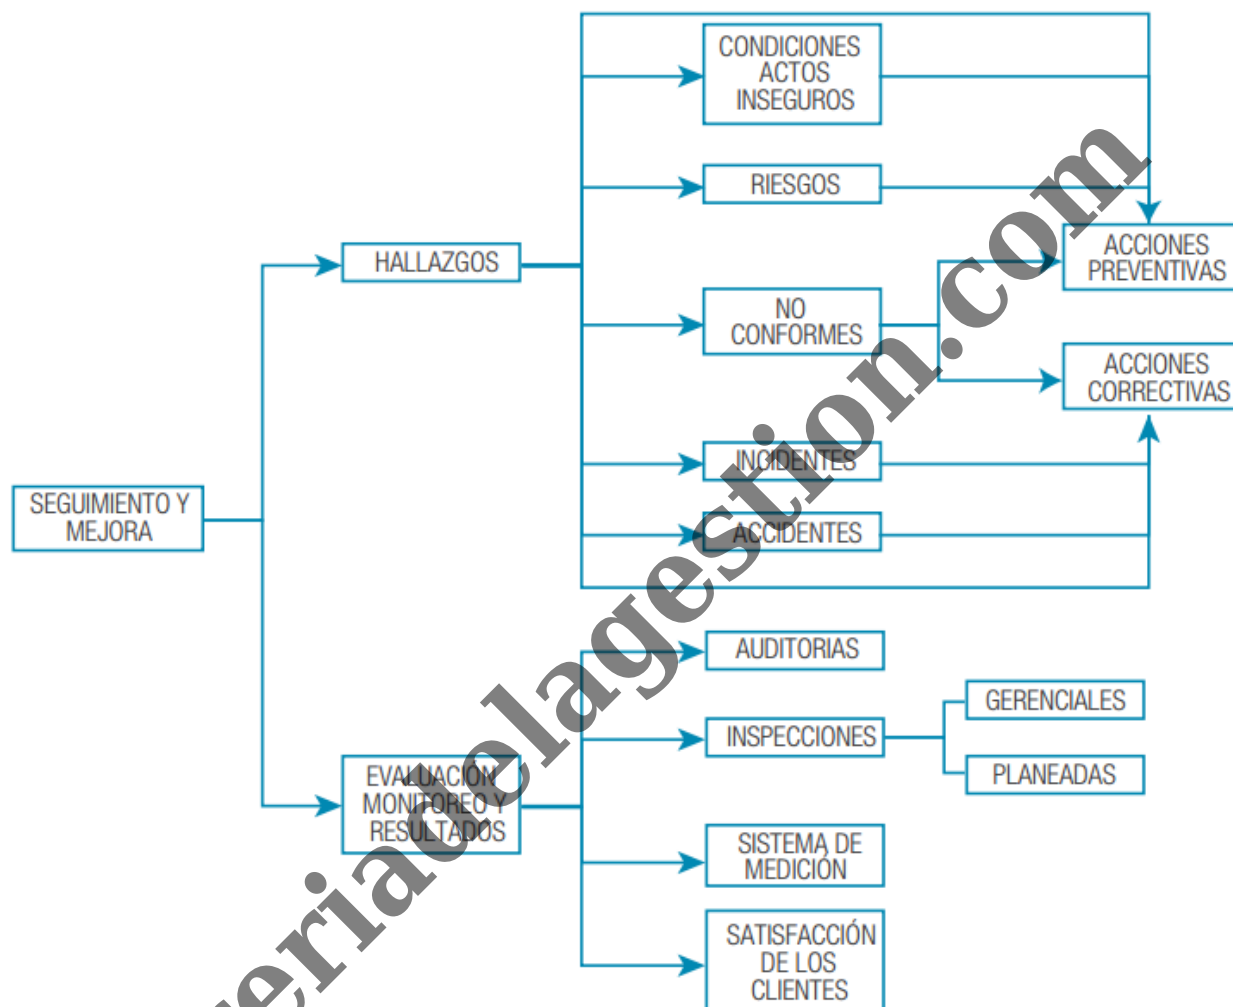 CONDICIONES
ACTOS
INSEGUROS
RIESGOS
HALLAZGOS
ACCIONES
PREVENTIVAS
NO
CONFORMES
ACCIONES
CORRECTIVAS
INCIDENTES
SEGUIMIENTO Y
MEJORA
ACCIDENTES
AUDITORIAS
GERENCIALES
INSPECCIONES
PLANEADAS
EVALUACIÓN
MONITOREO Y
RESULTADOS
SISTEMA DE
MEDICIÓN
SATISFACCIÓN
DE LOS
CLIENTES
eriadelagestion.com